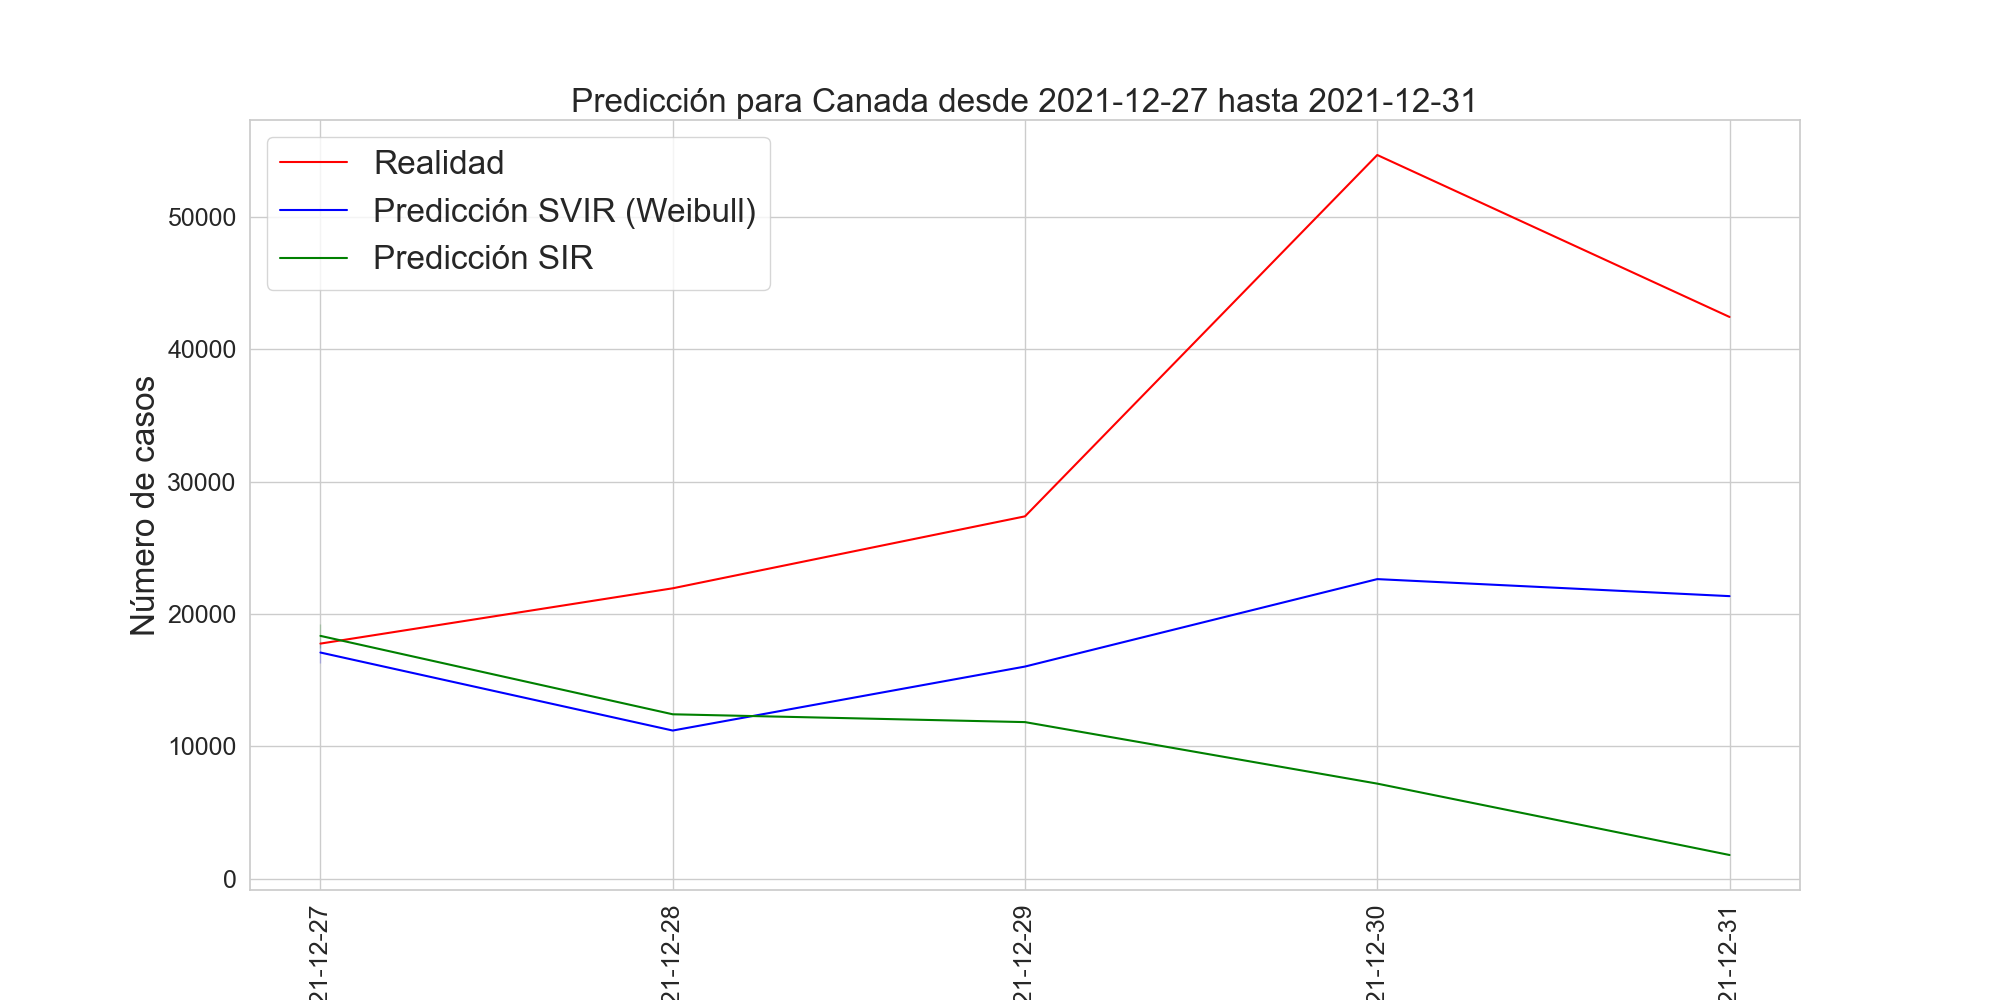 Predicción para Canada desde 2021-12-27 hasta 2021-12-31
Realidad
Predicción SVIR (Weibull)
Predicción SIR
Número de casos
50000
40000
30000
20000
10000
0
21-12-27
21-12-28
21-12-29
21-12-30
21-12-31